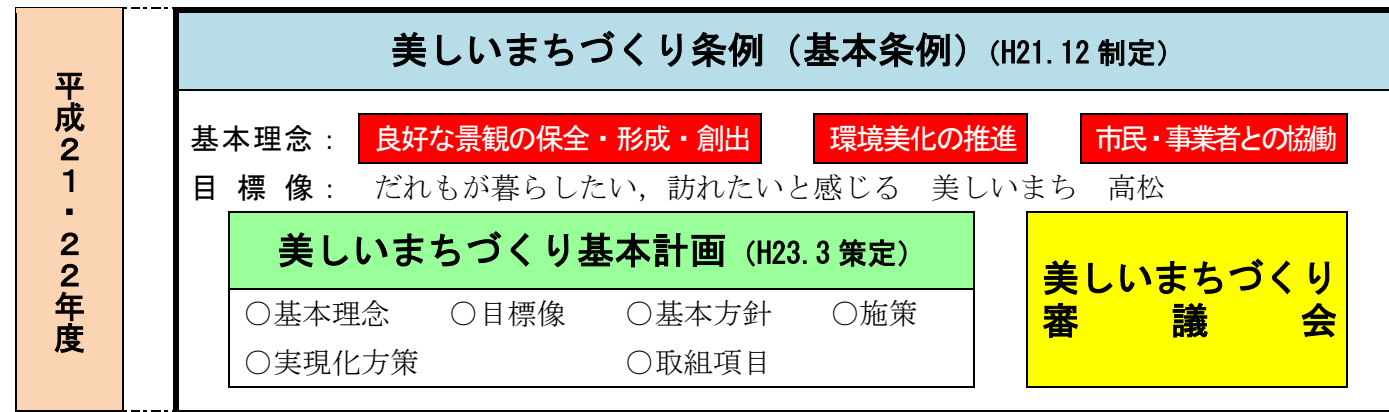 平成２１・２２年度
美しいまちづくり条例（基本条例）(H21.12 制定)
基本理念： 良好な景観の保全・形成・創出 環境美化の推進 市民・事業者との協働
目 標 像： だれもが暮らしたい，訪れたいと感じる　美しいまち　高松
美しいまちづくり基本計画 (H23.3 策定)
○基本理念 ○目標像 ○基本方針 ○施策
○実現化方策 ○取組項目
美しいまちづくり
審　議　会